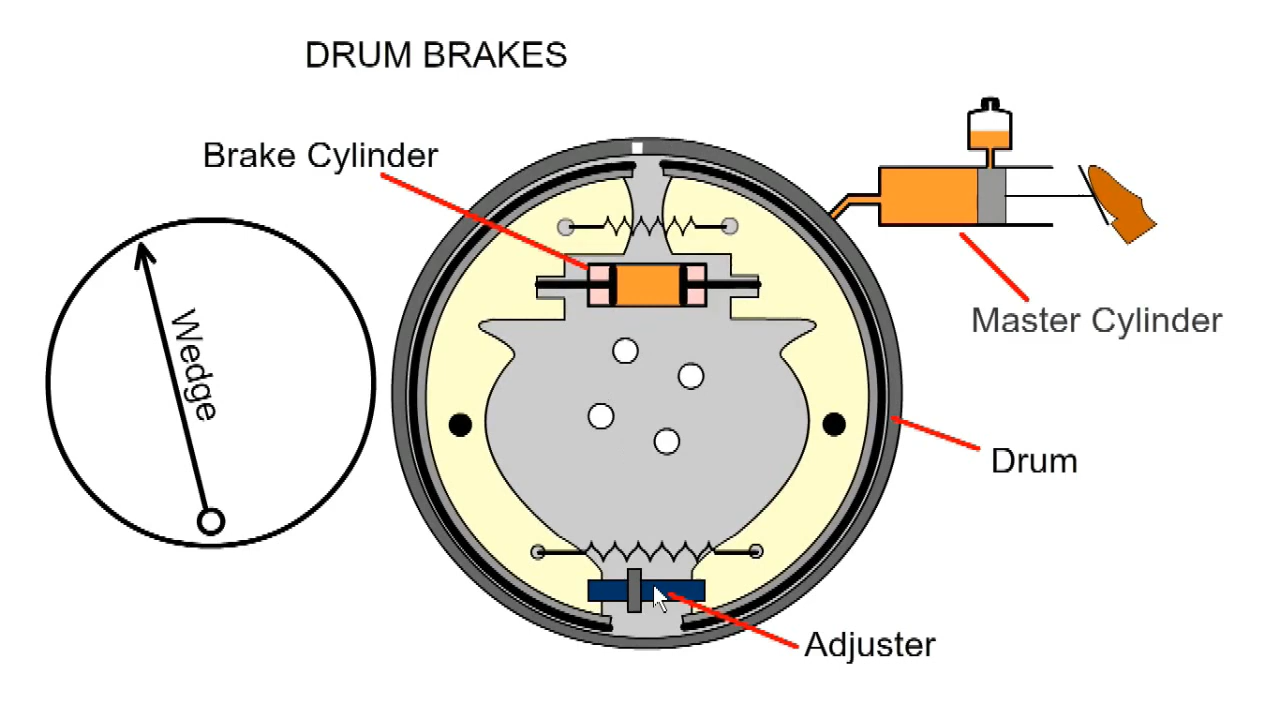 DRUM BRAKES
Brake Cylinder
Wedge
Master Cylinder
Drum
Adjuster